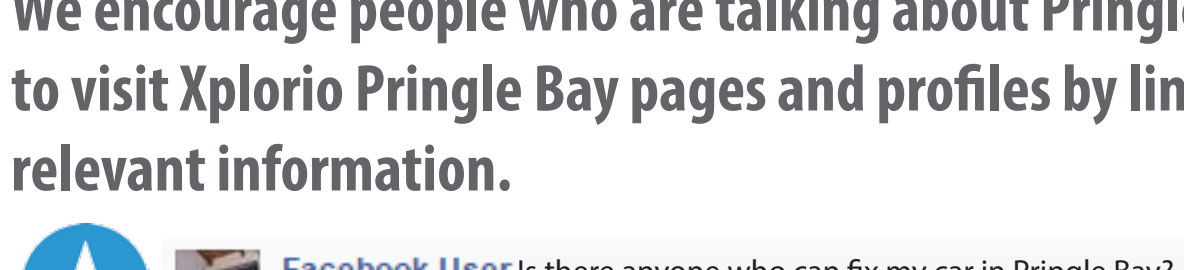 We encourage people who are talking about Pringle
to visit Xplorio Pringle Bay pages and profiles by lin
relevant information.
Facebook User Is there anyone who can fix my car in Pringle Bay?